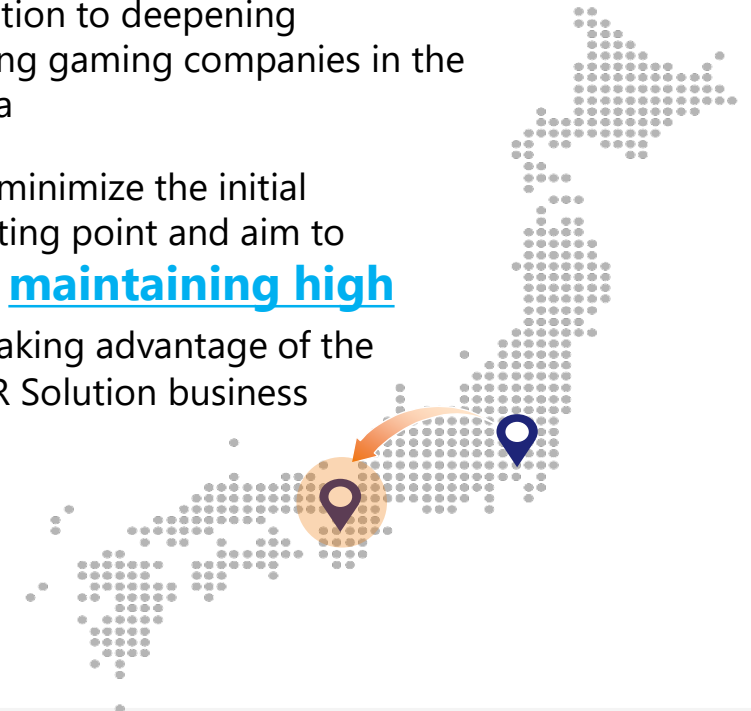 tion to deepening
ng gaming companies in the
a
minimize the initial
ting point and aim to
maintaining high
aking advantage of the
R Solution business